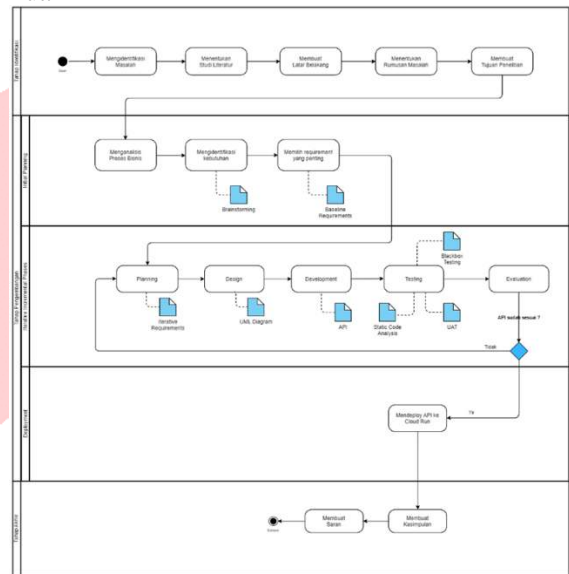 Tahap Identifikasi
Mengidentifikasi
Masalah
Menentukan
Studi Literatur
Membuat
Latar Belakang
Menentukan
Rumusan Masalah
Membuat
Tujuan Penelitian
Tahap Pengembangan
Iterative Incremental Process
Initial Planning
Menganalisis
Proses Bisnis
Mengidentifikasi
kebutuhan
Memilih requirement
yang penting
Brainstorming
Baseline
Requirements
Planning
Design
Development
Testing
Evaluation
Blackbox
Testing
Iterative
Requirements
UML Diagram
API
Static Code
Analysis
UAT
API sudah sesuai ?
Tidak
Ya
Deployment
Mendeploy API ke
Cloud Run
Tahap Akhir
Membuat
Saran
Membuat
Kesimpulan